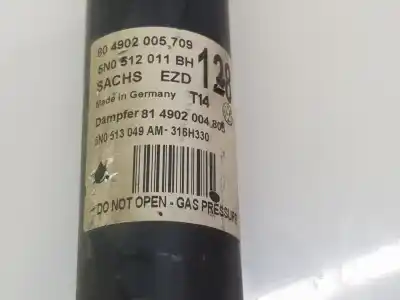 80 4902 005 709
5N0 512 011 BH
SACHS EZD 128
Made in Germany T14
Dämpfer 81 4902 004 806
5N0 513 049 AM- 316H330
- DO NOT OPEN - GAS PRESSURE